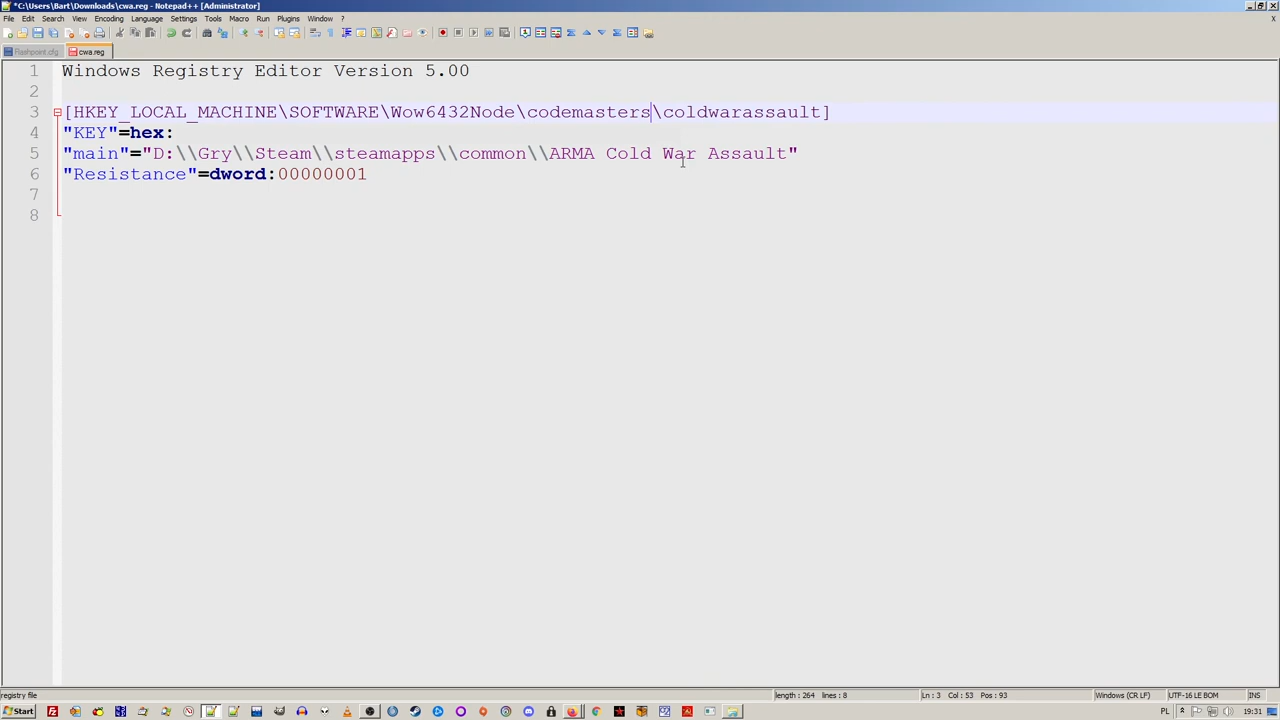 *C:\Users\Bart\Downloads\cwa.reg - Notepad++ [Administrator]
File Edit Search View Encoding Language Settings Tools Macro Run Plugins Window ? X
Flashpoint.cfg cwa.reg
1 Windows Registry Editor Version 5.00
2
3 [HKEY_LOCAL_MACHINE\SOFTWARE\Wow6432Node\codemasters\coldwarassault]
4 "KEY"=hex:
5 "main"="D:\\Gry\\Steam\\steamapps\\common\\ARMA Cold War Assault"
6 "Resistance"=dword:00000001
7
8
registry file length : 264 lines : 8 Ln : 3 Col : 53 Pos : 93 Windows (CR LF) UTF-16 LE BOM INS
Start PL 19:31